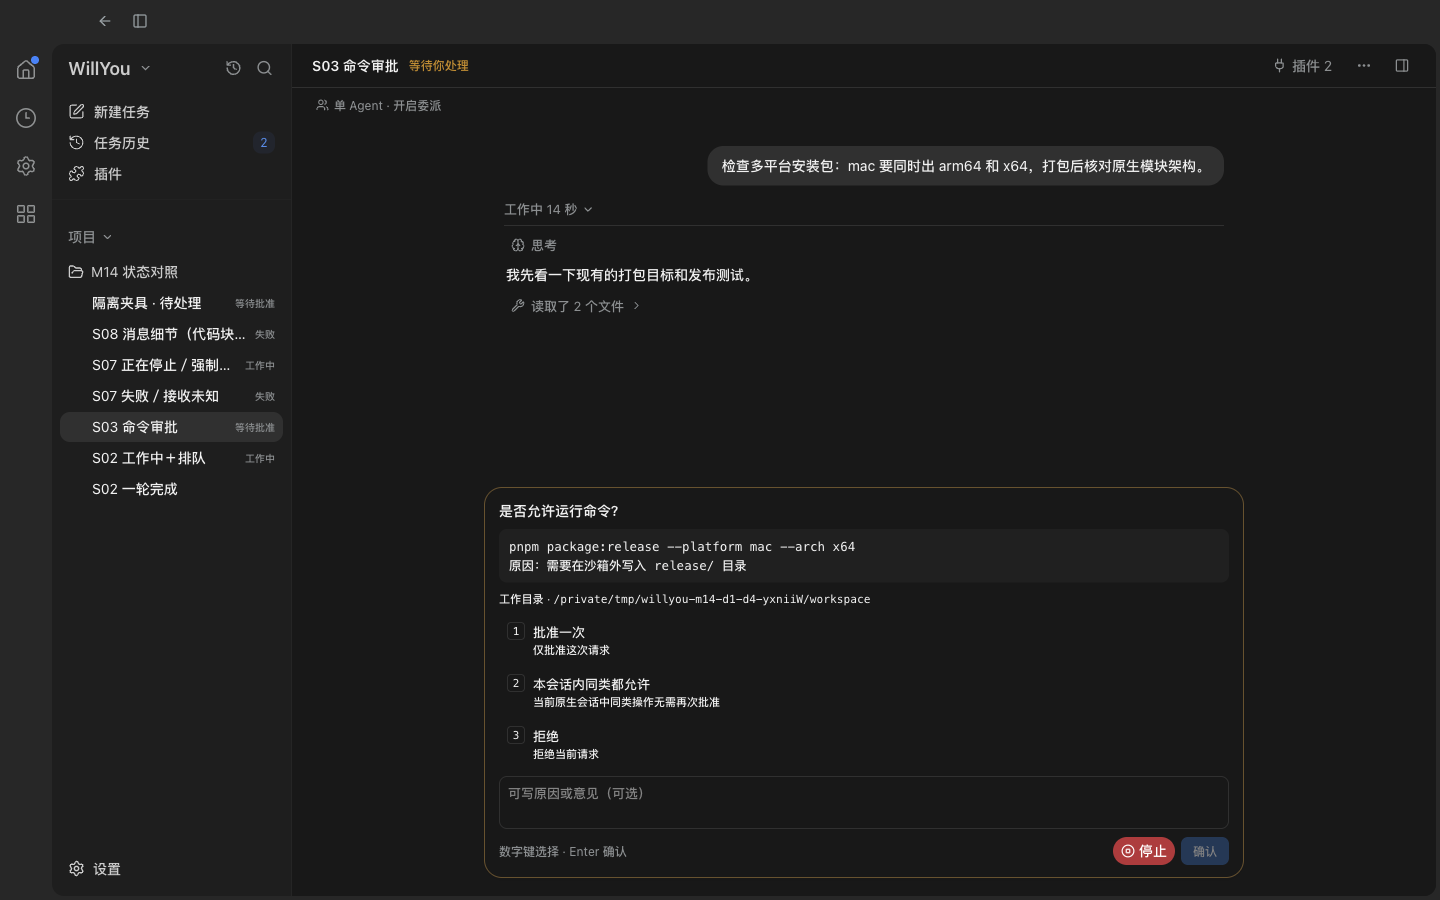 WillYou
新建任务
任务历史 2
插件
项目
M14 状态对照
隔离夹具 · 待处理 等待批准
S08 消息细节（代码块... 失败
S07 正在停止 / 强制... 工作中
S07 失败 / 接收未知 失败
S03 命令审批 等待批准
S02 工作中＋排队 工作中
S02 一轮完成
设置
S03 命令审批 等待你处理
插件 2
单 Agent · 开启委派
检查多平台安装包：mac 要同时出 arm64 和 x64，打包后核对原生模块架构。
工作中 14 秒
思考
我先看一下现有的打包目标和发布测试。
读取了 2 个文件
是否允许运行命令？
pnpm package:release --platform mac --arch x64
原因：需要在沙箱外写入 release/ 目录
工作目录 · /private/tmp/willyou-m14-d1-d4-yxniiW/workspace
1 批准一次
仅批准这次请求
2 本会话内同类都允许
当前原生会话中同类操作无需再次批准
3 拒绝
拒绝当前请求
可写原因或意见（可选）
数字键选择 · Enter 确认
停止
确认